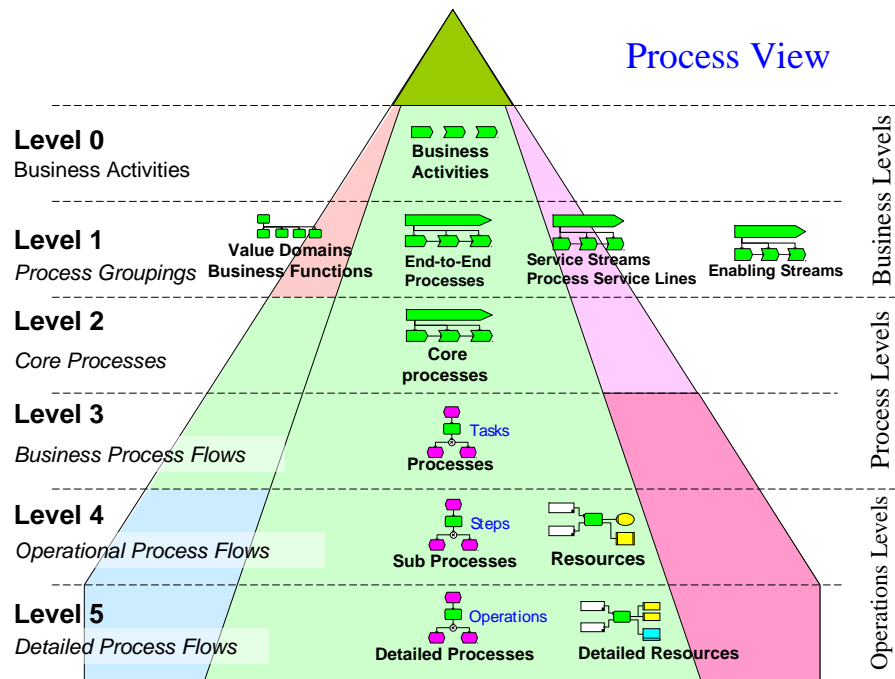 Process View
Level 0
Business Activities
Business
Activities
Level 1
Process Groupings
Value Domains
Business Functions
End-to-End
Processes
Service Streams
Process Service Lines
Enabling Streams
Business Levels
Level 2
Core Processes
Core
processes
Level 3
Business Process Flows
Tasks
Processes
Process Levels
Level 4
Operational Process Flows
Steps
Sub Processes
Resources
Level 5
Detailed Process Flows
Operations
Detailed Processes
Detailed Resources
Operations Levels